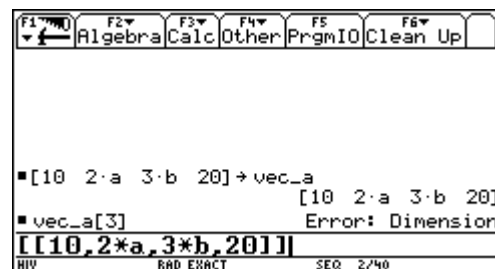 F1 F2 Algebra F3 Calc F4 Other F5 PrgmIO F6 Clean Up
[10 2·a 3·b 20]→vec_a
[10 2·a 3·b 20]
vec_a[3] Error: Dimension
[[10,2*a,3*b,20]]
HIV RAD EXACT SEQ 2/40